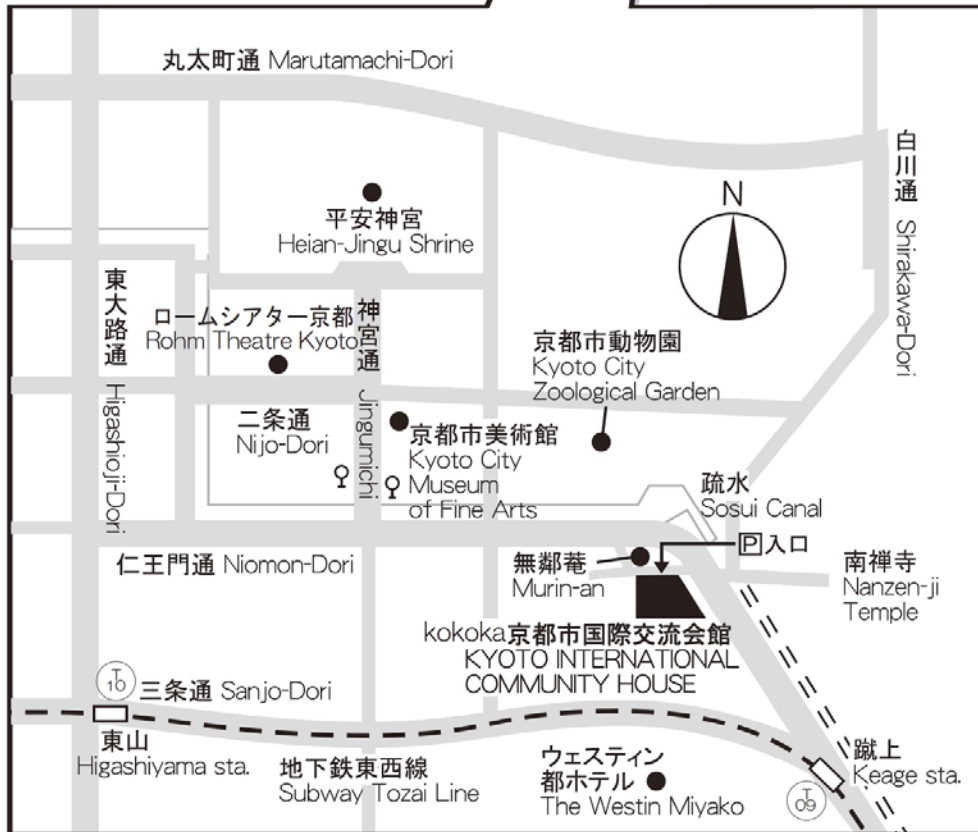 丸太町通 Marutamachi-Dori
白川通 Shirakawa-Dori
N
平安神宮
Heian-Jingu Shrine
東大路通 Higashioji-Dori
ロームシアター京都
Rohm Theatre Kyoto
神宮通 Jingumichi
京都市動物園
Kyoto City
Zoological Garden
二条通
Nijo-Dori
京都市美術館
Kyoto City
Museum
of Fine Arts
疏水
Sosui Canal
P入口
仁王門通 Niomon-Dori
無鄰菴
Murin-an
南禅寺
Nanzen-ji
Temple
kokoka京都市国際交流会館
KYOTO INTERNATIONAL
COMMUNITY HOUSE
T
10
三条通 Sanjo-Dori
東山
Higashiyama sta.
地下鉄東西線
Subway Tozai Line
ウェスティン
都ホテル
The Westin Miyako
蹴上
Keage sta.
T
09